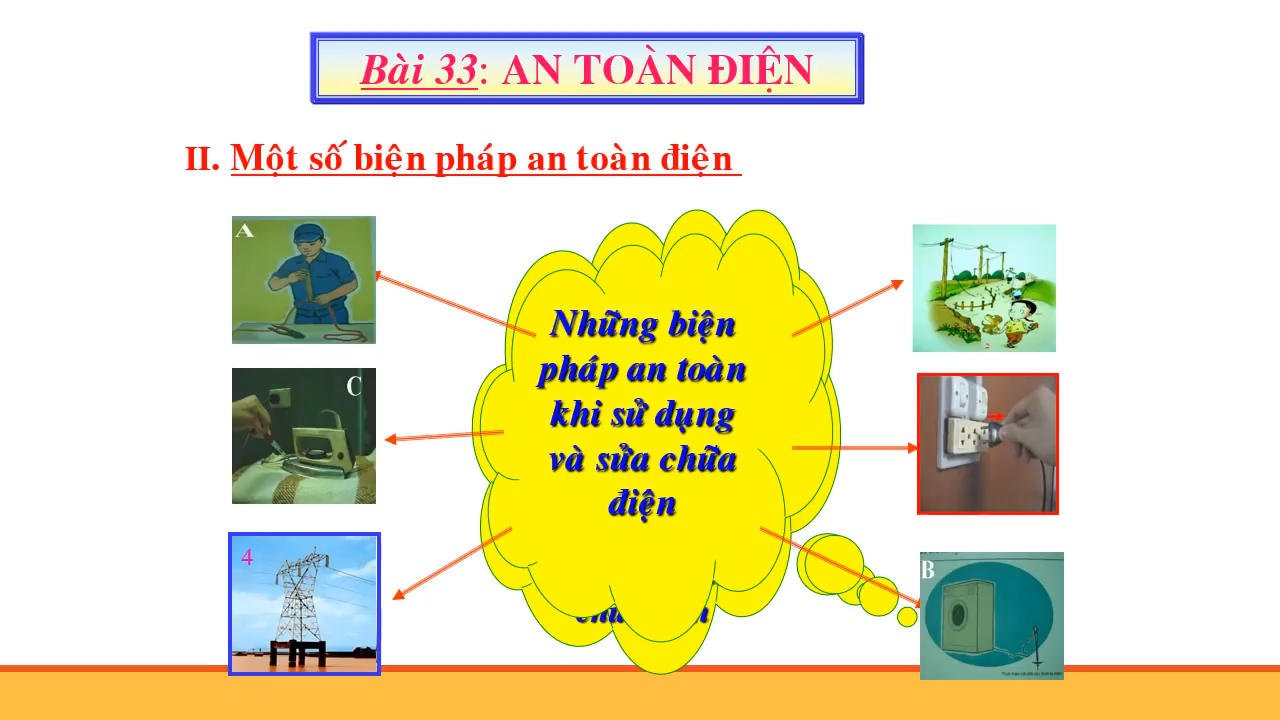 Bài 33: AN TOÀN ĐIỆN
II. Một số biện pháp an toàn điện
A
C
4
Những biện
pháp an toàn
khi sử dụng
và sửa chữa
điện
B